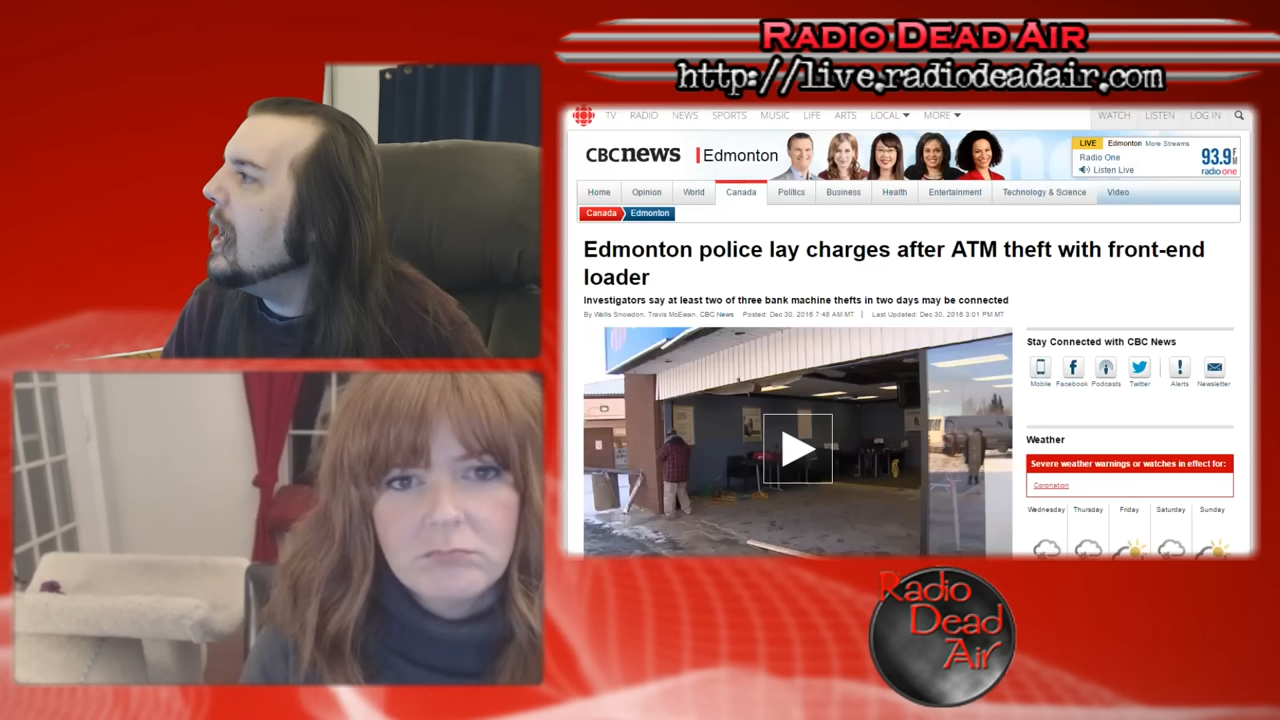 Radio Dead Air
http://live.radiodeadair.com
TV RADIO NEWS SPORTS MUSIC LIFE ARTS LOCAL MORE WATCH LISTEN LOG IN
CBCnews Edmonton
LIVE Edmonton More Streams
Radio One
Listen Live
93.9 FM
radio one
Home Opinion World Canada Politics Business Health Entertainment Technology & Science Video
Canada Edmonton
Edmonton police lay charges after ATM theft with front-end
loader
Investigators say at least two of three bank machine thefts in two days may be connected
By Wallis Snowdon, Travis McEwan, CBC News Posted: Dec 30, 2016 7:48 AM MT | Last Updated: Dec 30, 2016 3:01 PM MT
Stay Connected with CBC News
Mobile Facebook Podcasts Twitter Alerts Newsletter
Weather
Severe weather warnings or watches in effect for:
Coronation
Wednesday Thursday Friday Saturday Sunday
Radio
Dead
Air